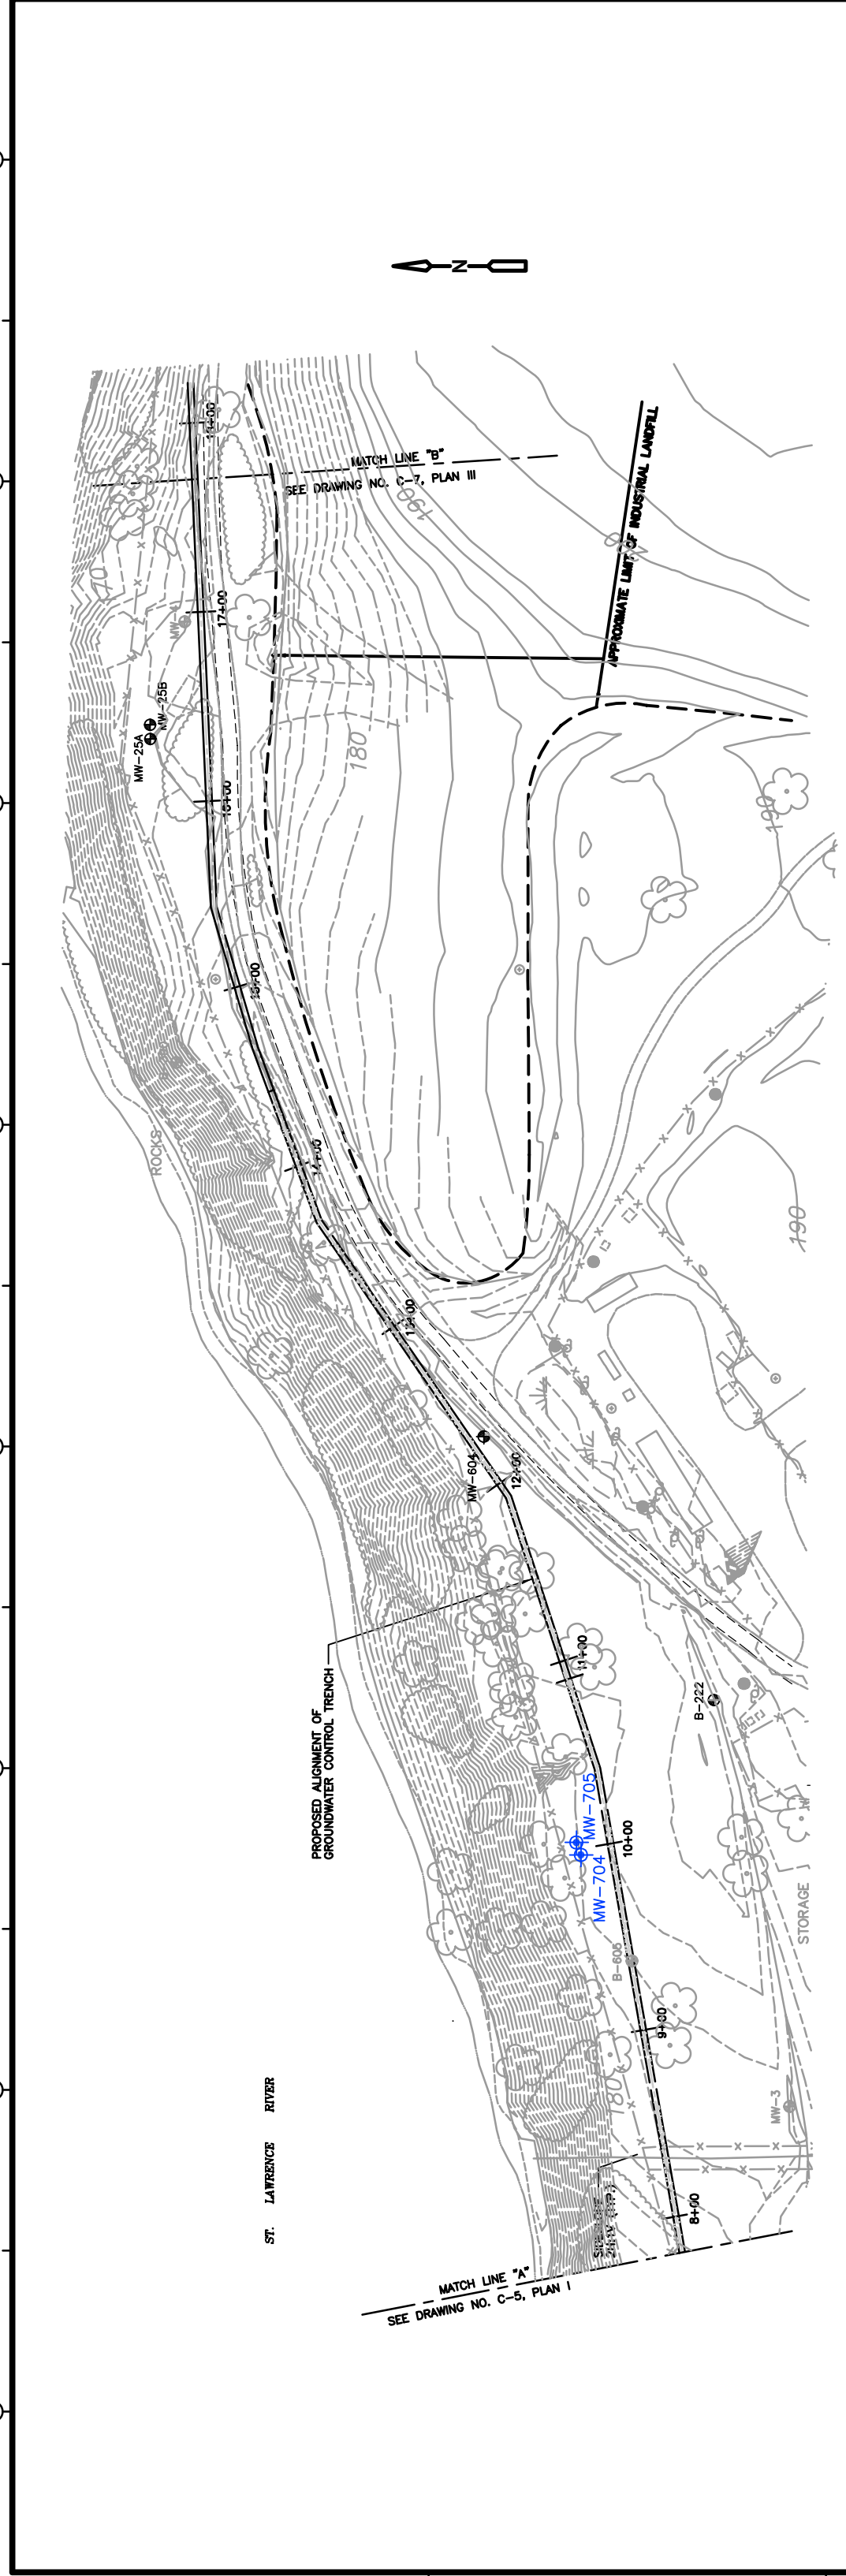 N
18+00
MATCH LINE "B"
SEE DRAWING NO. C-7, PLAN III
190
APPROXIMATE LIMIT OF INDUSTRIAL LANDFILL
17+00
MW-25B
MW-25A
180
16+00
190
15+00
ROCKS
14+00
190
13+00
MW-604
12+00
PROPOSED ALIGNMENT OF
GROUNDWATER CONTROL TRENCH
11+00
B-222
MW-705
MW-704
10+00
STORAGE
B-605
9+00
180
MW-3
ST. LAWRENCE RIVER
8+00
MATCH LINE "A"
SEE DRAWING NO. C-5, PLAN I